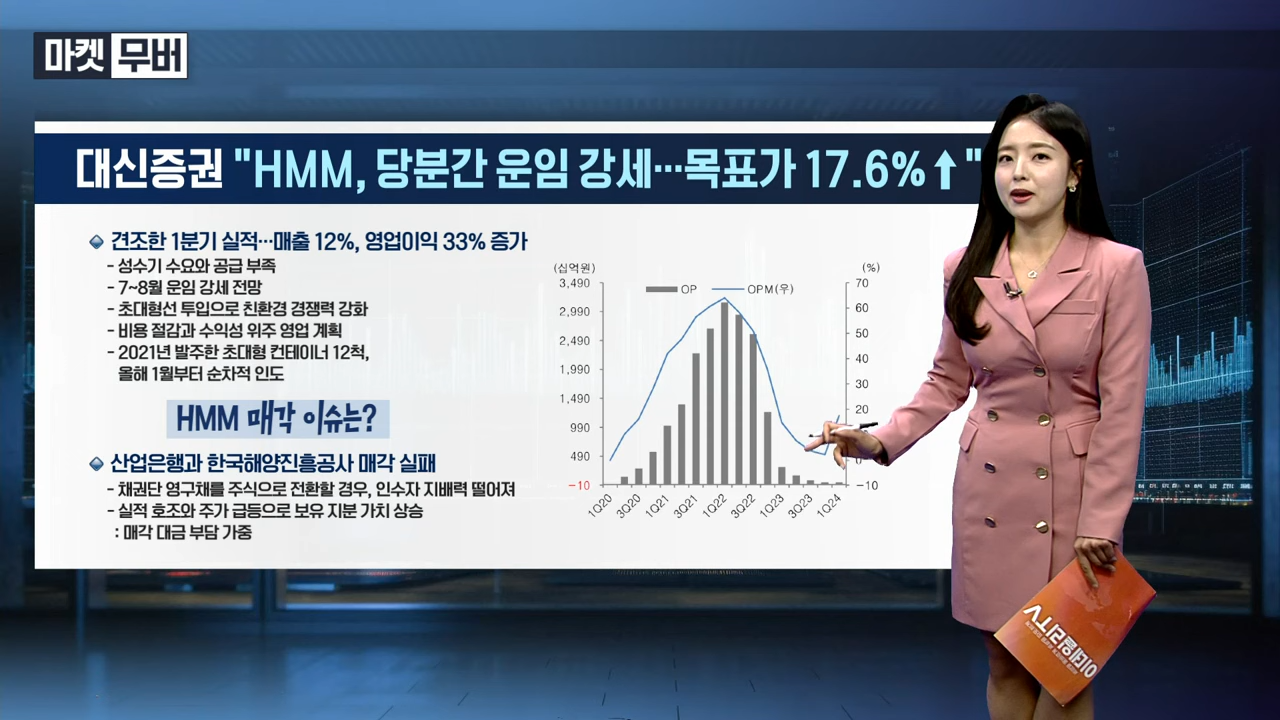 마켓무버
대신증권 "HMM, 당분간 운임 강세…목표가 17.6%⬆"
견조한 1분기 실적…매출 12%, 영업이익 33% 증가
- 성수기 수요와 공급 부족
- 7~8월 운임 강세 전망
- 초대형선 투입으로 친환경 경쟁력 강화
- 비용 절감과 수익성 위주 영업 계획
- 2021년 발주한 초대형 컨테이너 12척,
올해 1월부터 순차적 인도
HMM 매각 이슈는?
산업은행과 한국해양진흥공사 매각 실패
- 채권단 영구채를 주식으로 전환할 경우, 인수자 지배력 떨어져
- 실적 호조와 주가 급등으로 보유 지분 가치 상승
: 매각 대금 부담 가중
(십억원)
(%)
OP
OPM(우)
3,490
2,990
2,490
1,990
1,490
990
490
-10
70
60
50
40
30
20
0
-10
1Q20
3Q20
1Q21
3Q21
1Q22
3Q22
1Q23
3Q23
1Q24
이데일리TV